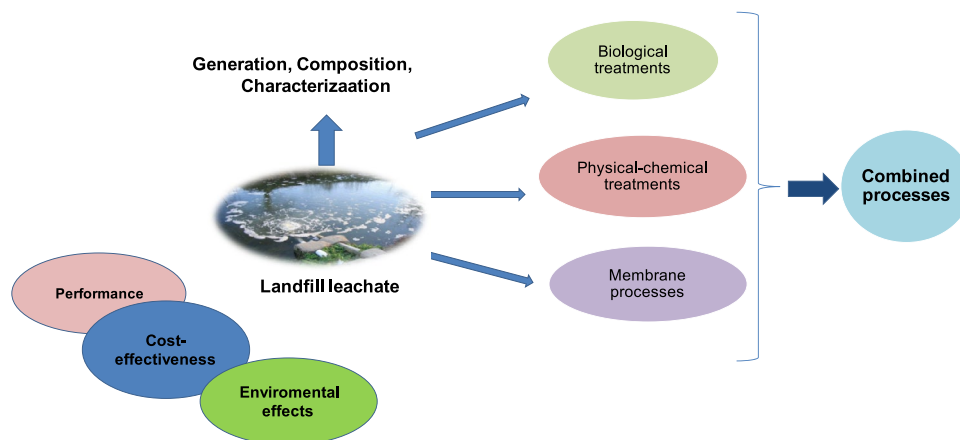 Generation, Composition,
Characterizaation
Landfill leachate
Biological
treatments
Physical-chemical
treatments
Membrane
processes
Combined
processes
Performance
Cost-
effectiveness
Enviromental
effects